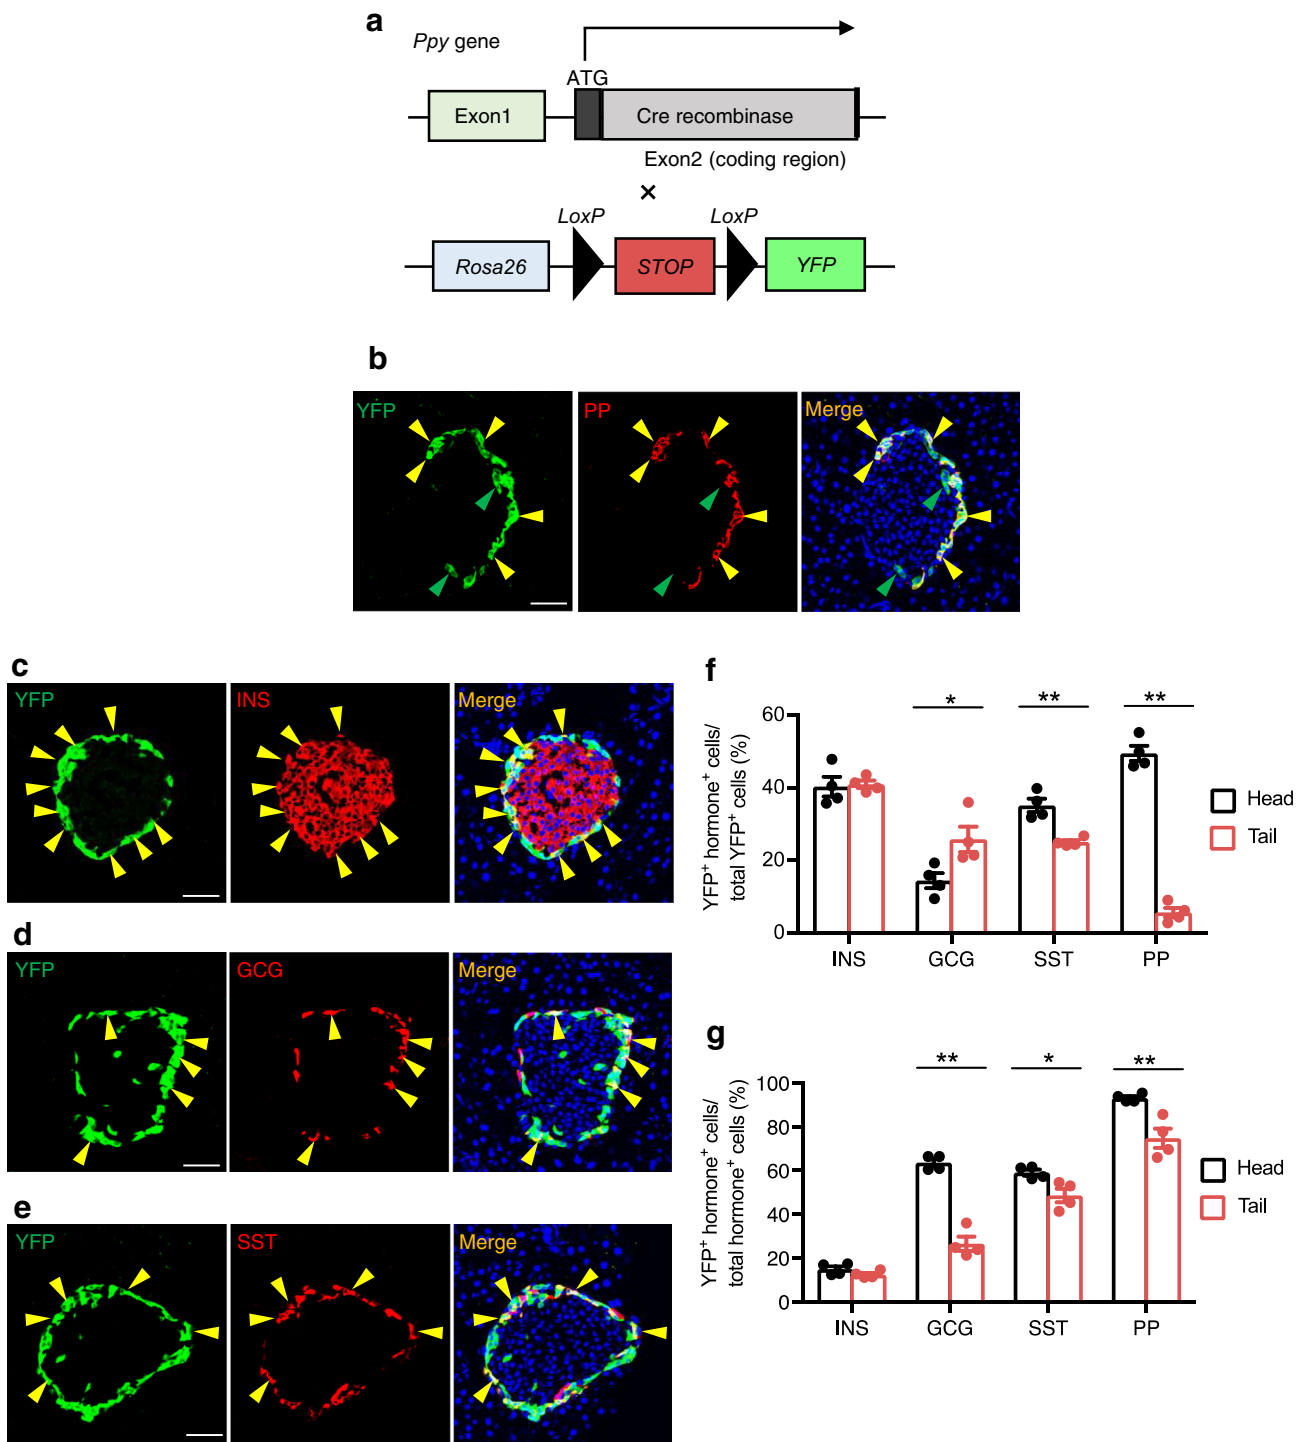 a
Ppy gene
ATG
Exon1
Cre recombinase
Exon2 (coding region)
×
LoxP
LoxP
Rosa26
STOP
YFP
b
YFP
PP
Merge
c
YFP
INS
Merge
d
YFP
GCG
Merge
e
YFP
SST
Merge
f
YFP⁺ hormone⁺ cells/
total YFP⁺ cells (%)
60
40
20
0
*
**
**
INS
GCG
SST
PP
Head
Tail
g
YFP⁺ hormone⁺ cells/
total hormone⁺ cells (%)
100
80
60
40
20
0
**
*
**
INS
GCG
SST
PP
Head
Tail